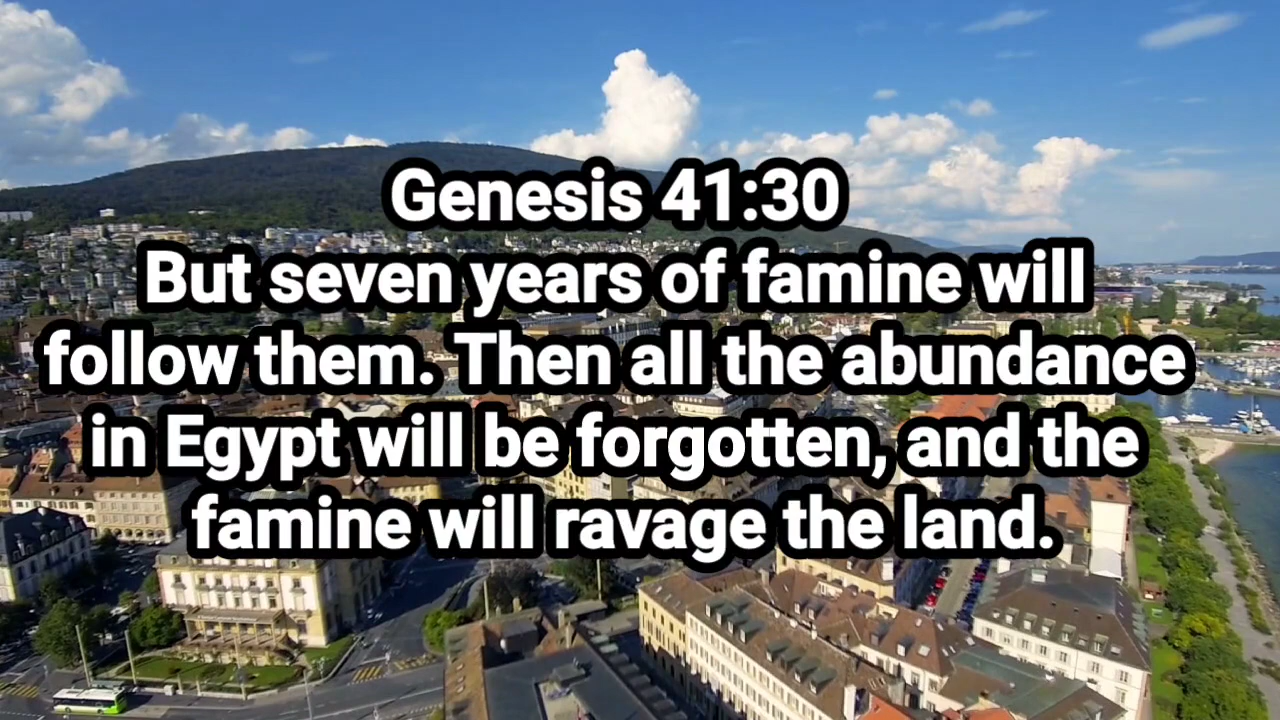 Genesis 41:30
But seven years of famine will
follow them. Then all the abundance
in Egypt will be forgotten, and the
famine will ravage the land.